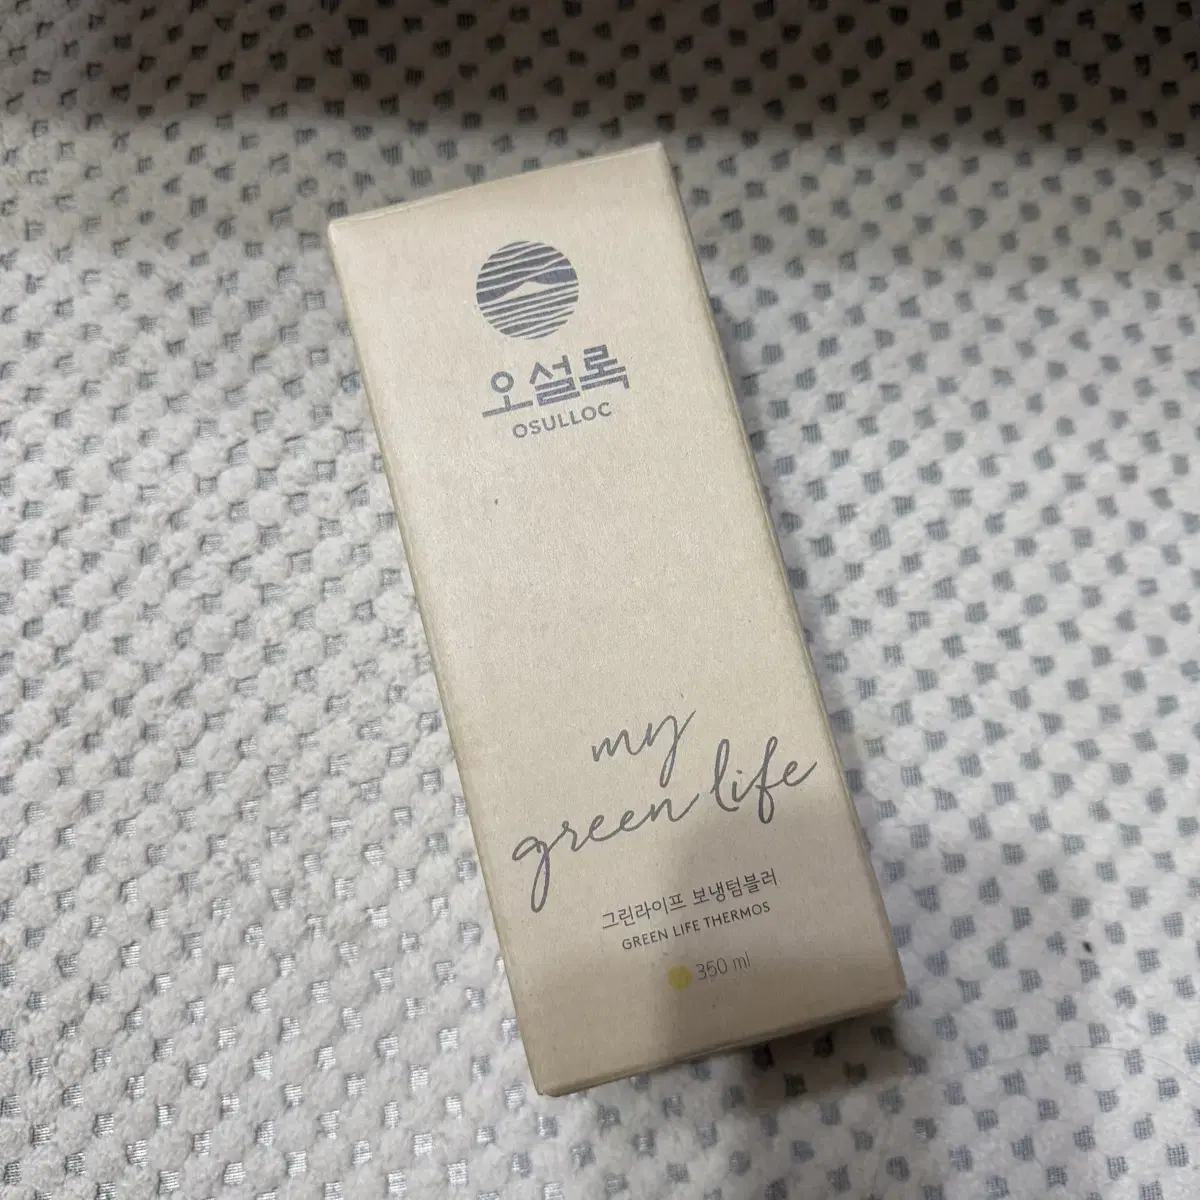 오설록
OSULLOC
my
green life
그린라이프 보냉텀블러
GREEN LIFE THERMOS
350 ml